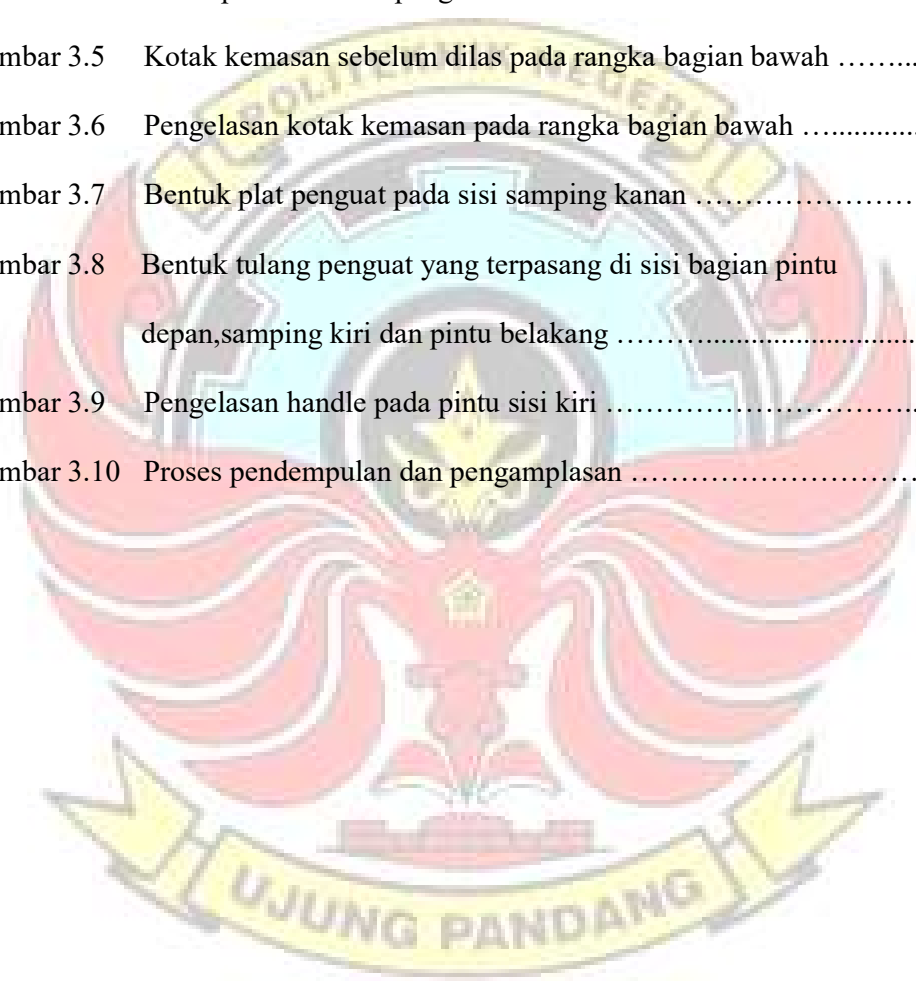 mbar 3.5 Kotak kemasan sebelum dilas pada rangka bagian bawah ……...
mbar 3.6 Pengelasan kotak kemasan pada rangka bagian bawah …............
mbar 3.7 Bentuk plat penguat pada sisi samping kanan ………………….
mbar 3.8 Bentuk tulang penguat yang terpasang di sisi bagian pintu
depan,samping kiri dan pintu belakang ……….............................
mbar 3.9 Pengelasan handle pada pintu sisi kiri …………………………...
mbar 3.10 Proses pendempulan dan pengamplasan ……………………….
POLITEKNIK NEGERI
UJUNG PANDANG